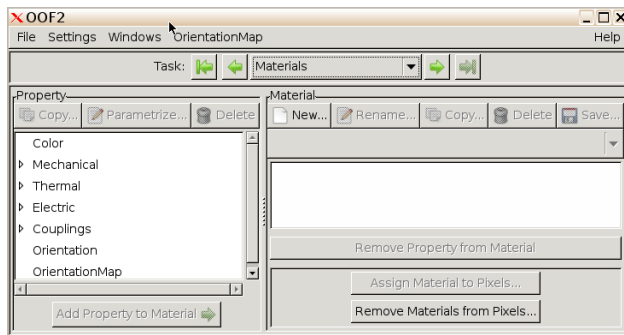 OOF2
File Settings Windows OrientationMap Help
Task: Materials
Property
Copy... Parametrize... Delete
Color
Mechanical
Thermal
Electric
Couplings
Orientation
OrientationMap
Add Property to Material
Material
New... Rename... Copy... Delete Save...
Remove Property from Material
Assign Material to Pixels...
Remove Materials from Pixels...